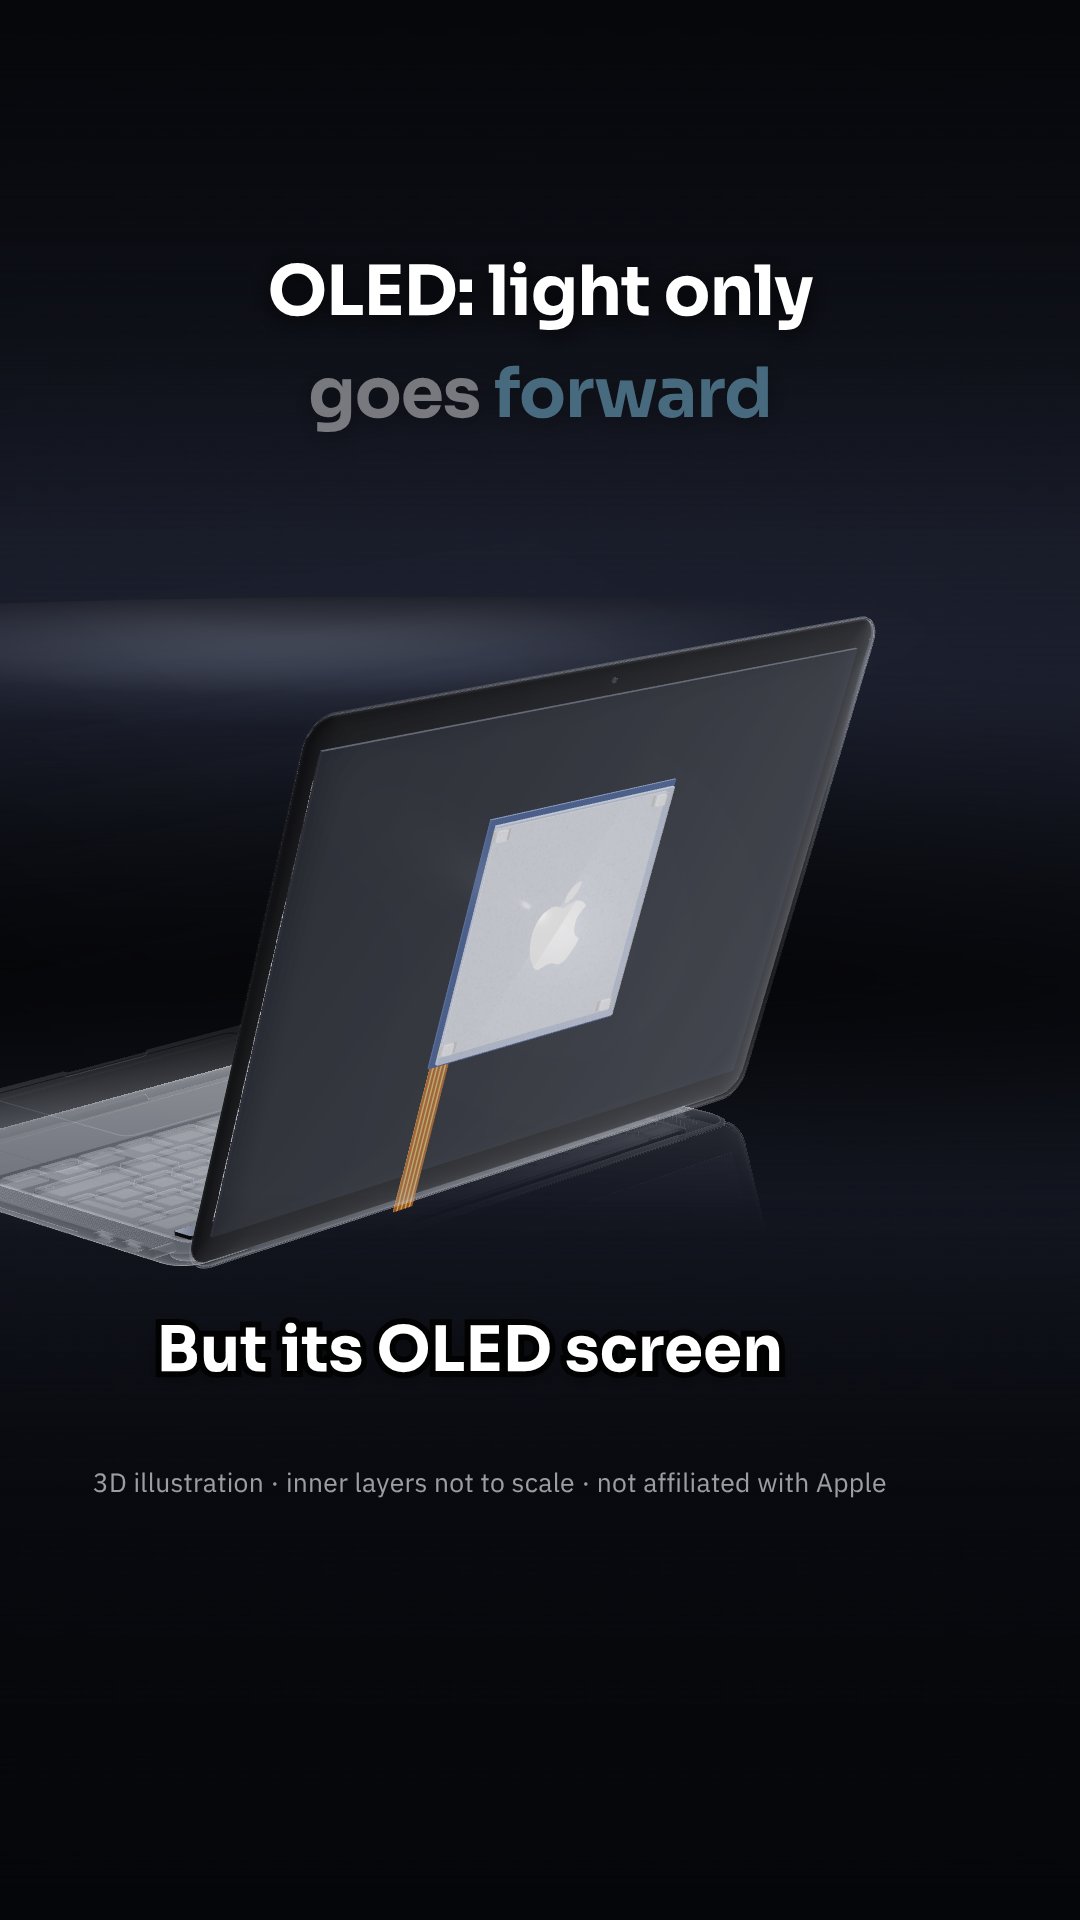 OLED: light only
goes forward
But its OLED screen
3D illustration · inner layers not to scale · not affiliated with Apple